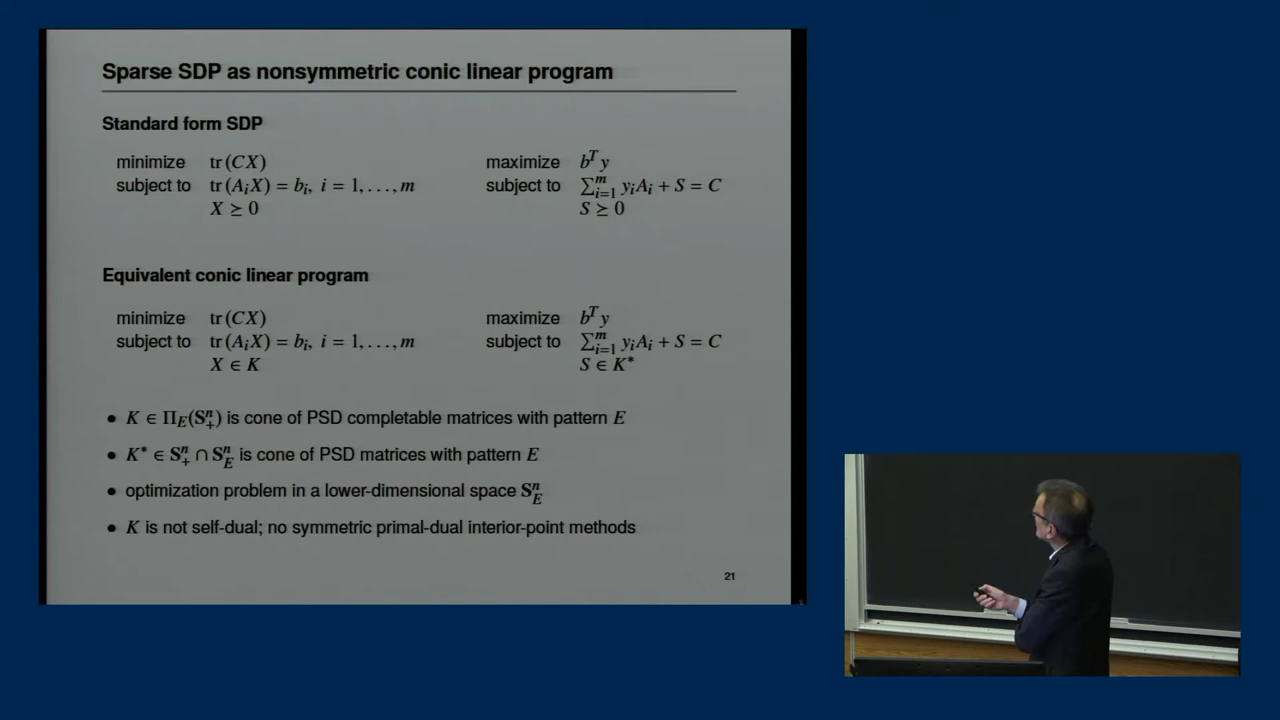 Sparse SDP as nonsymmetric conic linear program
Standard form SDP
minimize tr(CX)
subject to tr(A_iX) = b_i, i = 1, . . . , m
X ⪰ 0
maximize b^T y
subject to ∑_{i=1}^m y_iA_i + S = C
S ⪰ 0
Equivalent conic linear program
minimize tr(CX)
subject to tr(A_iX) = b_i, i = 1, . . . , m
X ∈ K
maximize b^T y
subject to ∑_{i=1}^m y_iA_i + S = C
S ∈ K*
• K ∈ Π_E(S^n_+) is cone of PSD completable matrices with pattern E
• K* ∈ S^n_+ ∩ S^n_E is cone of PSD matrices with pattern E
• optimization problem in a lower-dimensional space S^n_E
• K is not self-dual; no symmetric primal-dual interior-point methods
21